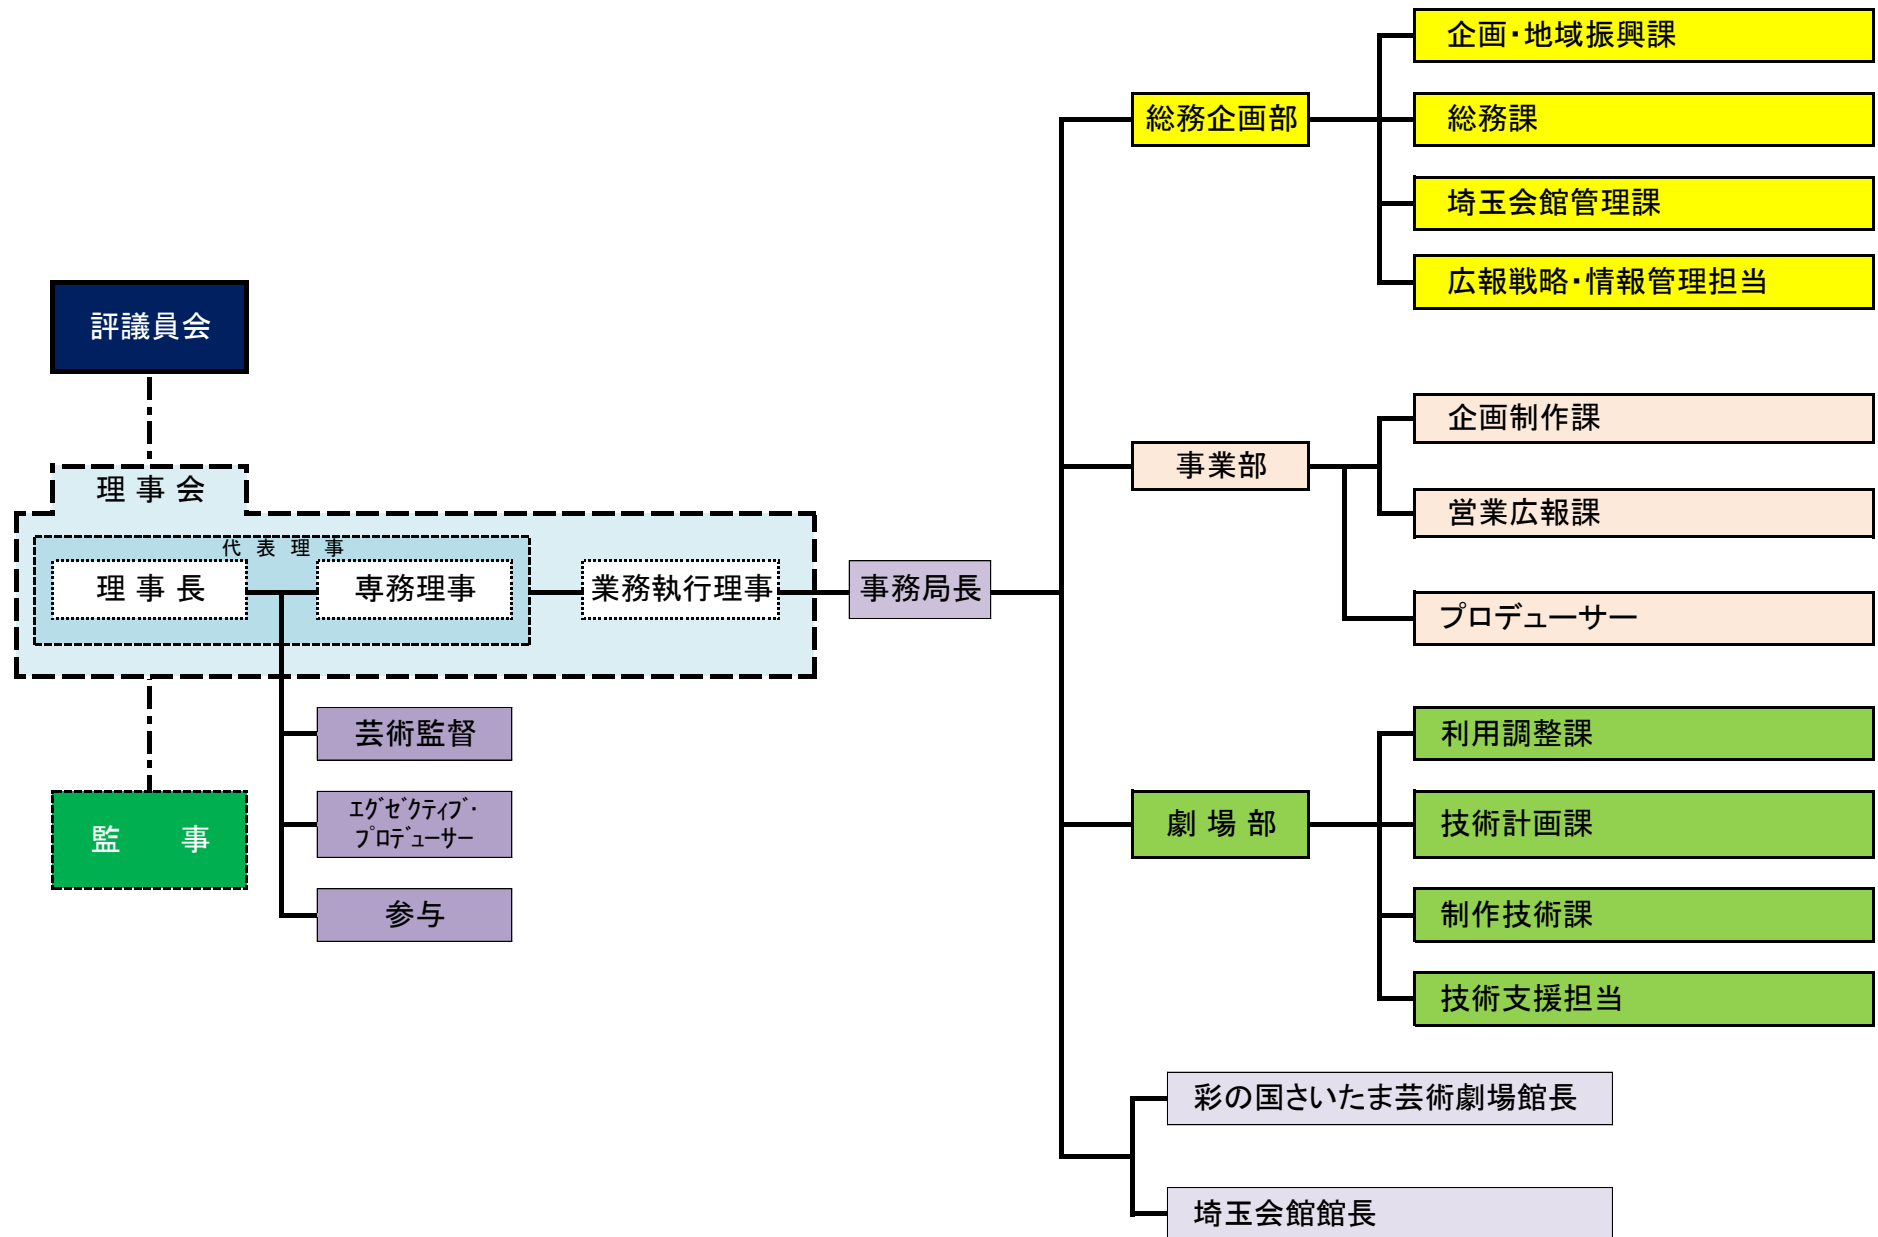 評議員会
理事会
代表理事
理事長
専務理事
業務執行理事
事務局長
監　事
芸術監督
ｴｸﾞｾﾞｸﾃｨﾌﾞ･
ﾌﾟﾛﾃﾞｭｰｻｰ
参与
総務企画部
企画・地域振興課
総務課
埼玉会館管理課
広報戦略・情報管理担当
事業部
企画制作課
営業広報課
プロデューサー
劇場部
利用調整課
技術計画課
制作技術課
技術支援担当
彩の国さいたま芸術劇場館長
埼玉会館館長